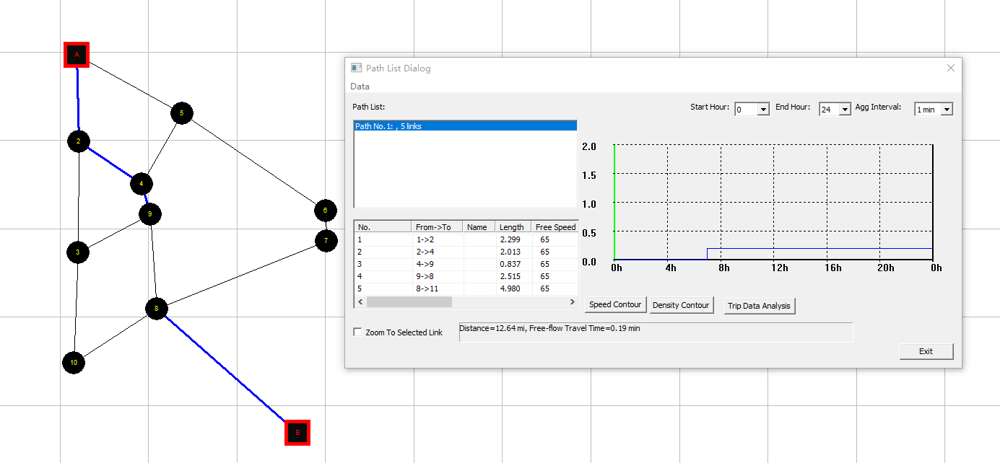 A
5
2
4
9
6
7
3
8
10
B
Path List Dialog
Data
Path List:
Start Hour: 0 End Hour: 24 Agg Interval: 1 min
Path No.1: , 5 links
2.0
1.5
1.0
0.5
0.0
0h 4h 8h 12h 16h 20h 0h
No. From->To Name Length Free Speed
1 1->2 2.299 65
2 2->4 2.013 65
3 4->9 0.837 65
4 9->8 2.515 65
5 8->11 4.980 65
Speed Contour Density Contour Trip Data Analysis
Zoom To Selected Link
Distance=12.64 mi, Free-flow Travel Time=0.19 min
Exit